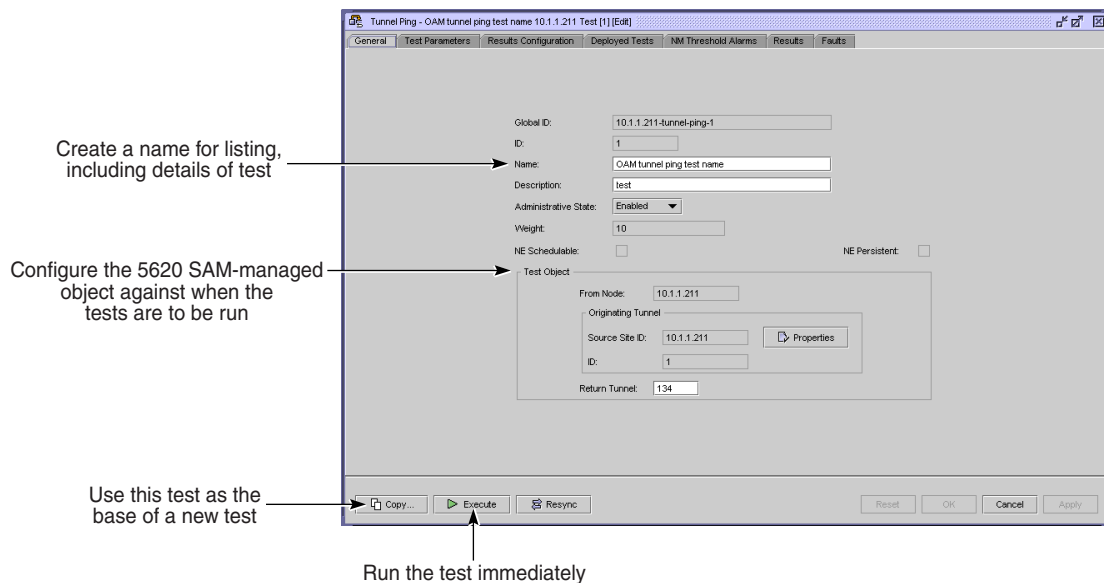 Tunnel Ping - OAM tunnel ping test name 10.1.1.211 Test [1] [Edit]
General Test Parameters Results Configuration Deployed Tests NM Threshold Alarms Results Faults
Global ID: 10.1.1.211-tunnel-ping-1
ID: 1
Create a name for listing,
including details of test
Name: OAM tunnel ping test name
Description: test
Administrative State: Enabled
Weight: 10
NE Schedulable: NE Persistent:
Configure the 5620 SAM-managed
object against when the
tests are to be run
Test Object
From Node: 10.1.1.211
Originating Tunnel
Source Site ID: 10.1.1.211 Properties
ID: 1
Return Tunnel: 134
Use this test as the
base of a new test
Copy... Execute Resync Reset OK Cancel Apply
Run the test immediately